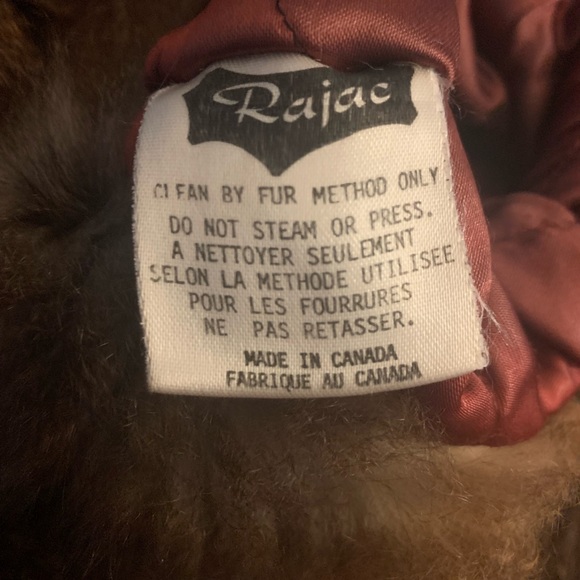 Rajac
CLEAN BY FUR METHOD ONLY.
DO NOT STEAM OR PRESS.
A NETTOYER SEULEMENT
SELON LA METHODE UTILISEE
POUR LES FOURRURES
NE PAS RETASSER.
MADE IN CANADA
FABRIQUE AU CANADA